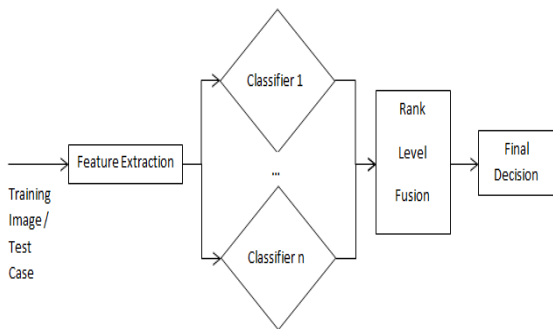 Training
Image/
Test
Case
Feature Extraction
Classifier 1
...
Classifier n
Rank
Level
Fusion
Final
Decision